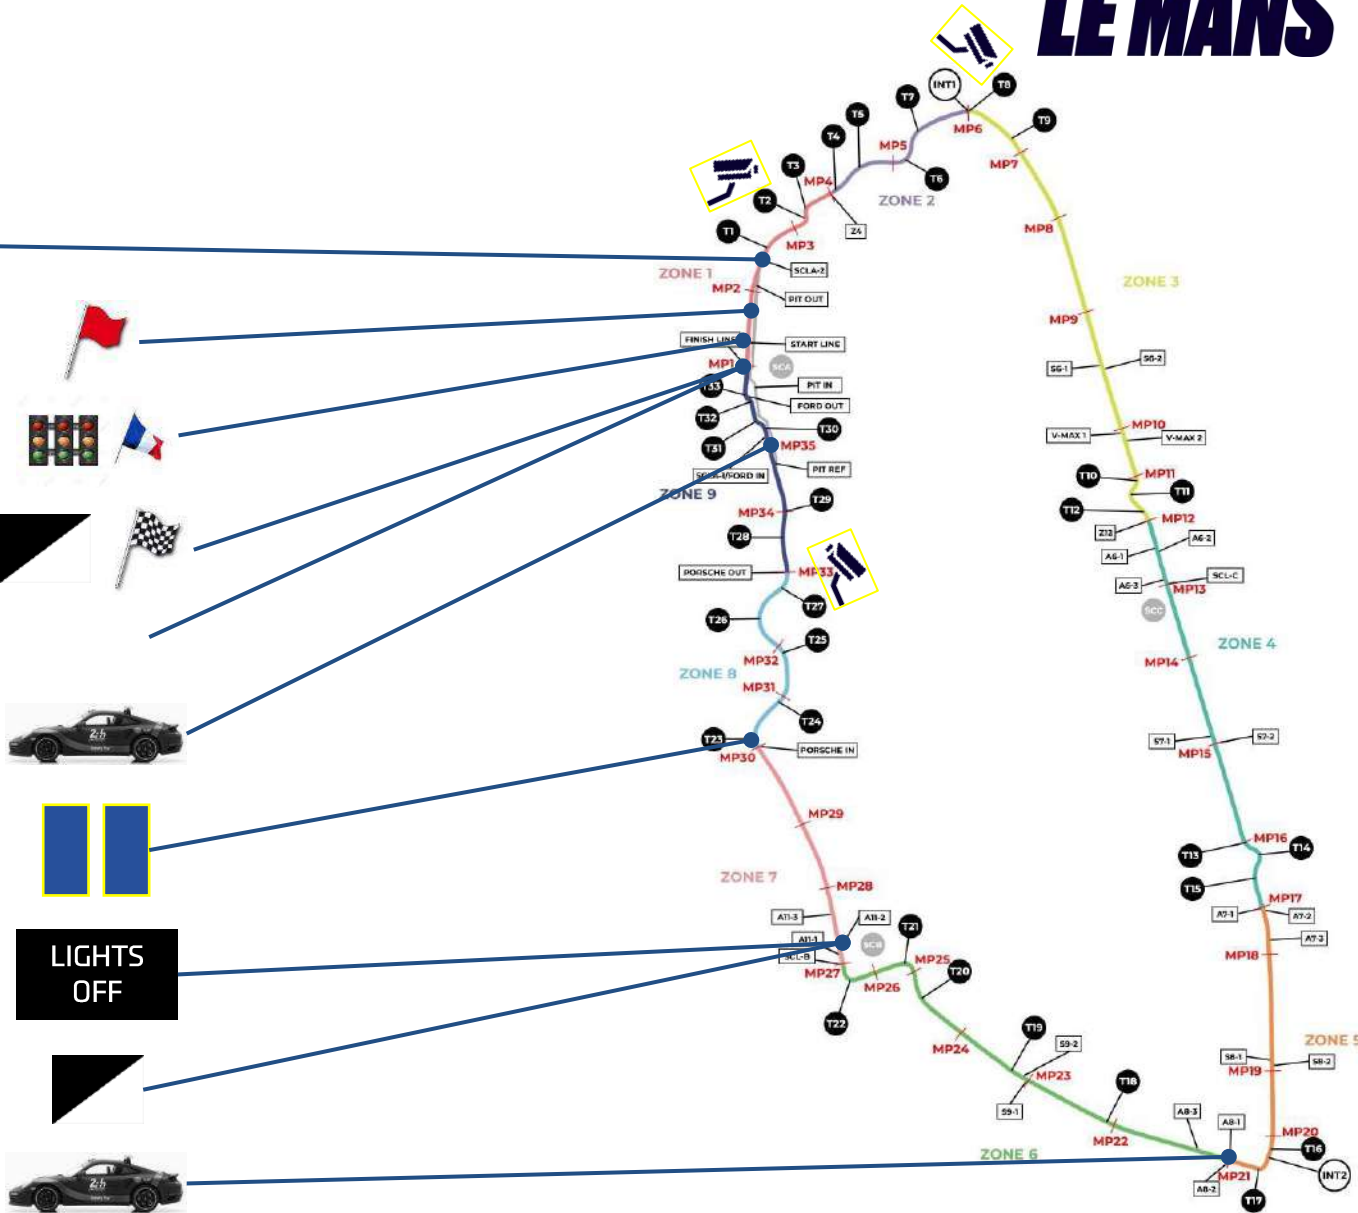 LE MANS
INT1
T8
T7
T9
T5
T4
MP6
MP5
MP7
T3
T6
MP4
T2
ZONE 2
MP8
T1
Z4
MP3
SCLA-2
ZONE 1
ZONE 3
MP2
PIT OUT
MP9
FINISH LINE
START LINE
S6-2
MP1
SCA
S6-1
T33
PIT IN
FORD OUT
T32
MP10
T30
V-MAX 1
V-MAX 2
T31
MP35
PIT REF
MP11
T10
T11
ZONE 9
T29
MP34
T12
MP12
Z12
T28
A6-2
A6-1
PORSCHE OUT
MP33
SCL-C
A6-3
MP13
T27
SCC
T26
T25
ZONE 4
MP32
MP14
ZONE 8
MP31
T24
T23
S7-1
S7-2
PORSCHE IN
MP30
MP15
MP29
MP16
T14
T13
ZONE 7
MP28
T15
MP17
A11-3
A11-2
A7-1
A7-2
T21
A11-1
SCB
A7-3
LIGHTS
OFF
SCL-B
MP18
MP27
MP25
MP26
T20
T22
T19
ZONE 5
S9-2
MP24
S8-1
S8-2
MP23
MP19
T18
S9-1
A8-3
A8-1
MP20
MP22
T16
ZONE 6
MP21
INT2
A8-2
T17
24h
24h